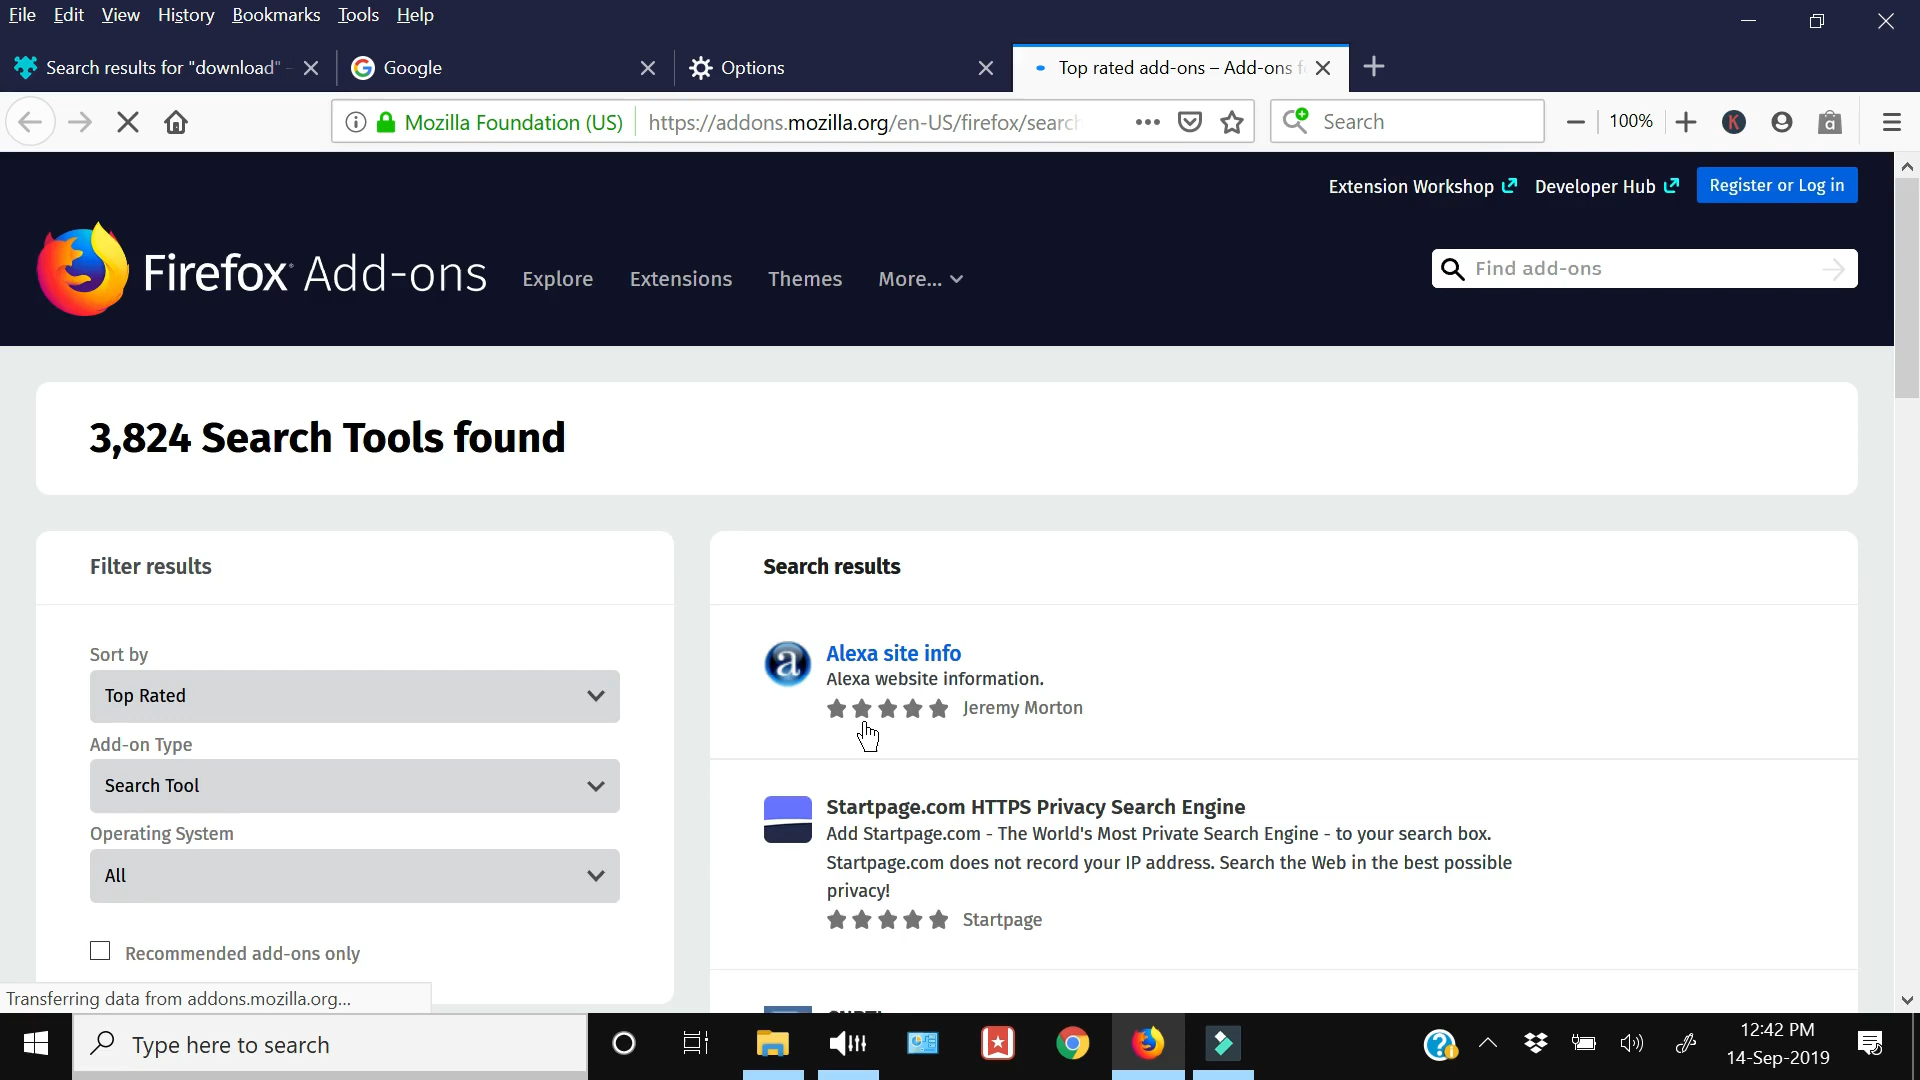 File Edit View History Bookmarks Tools Help
Search results for "download" -
Google
Options
Top rated add-ons – Add-ons f
Mozilla Foundation (US)
https://addons.mozilla.org/en-US/firefox/search
Search
100%
Extension Workshop
Developer Hub
Register or Log in
Firefox Add-ons
Explore
Extensions
Themes
More...
Find add-ons
3,824 Search Tools found
Filter results
Sort by
Top Rated
Add-on Type
Search Tool
Operating System
All
Recommended add-ons only
Search results
Alexa site info
Alexa website information.
Jeremy Morton
Startpage.com HTTPS Privacy Search Engine
Add Startpage.com - The World's Most Private Search Engine - to your search box.
Startpage.com does not record your IP address. Search the Web in the best possible
privacy!
Startpage
Transferring data from addons.mozilla.org...
Type here to search
12:42 PM
14-Sep-2019